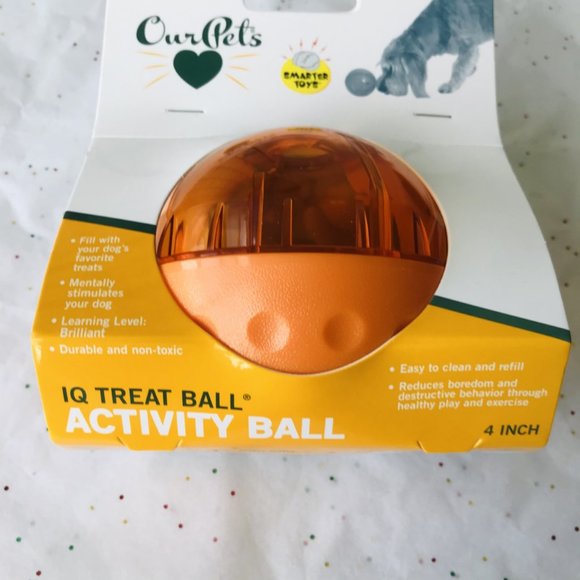 OurPets
SMARTER
TOYS
• Fill with
your dog's
favorite
treats
• Mentally
stimulates
your dog
• Learning Level:
Brilliant
• Durable and non-toxic
• Easy to clean and refill
• Reduces boredom and
destructive behavior through
healthy play and exercise
IQ TREAT BALL®
ACTIVITY BALL
4 INCH